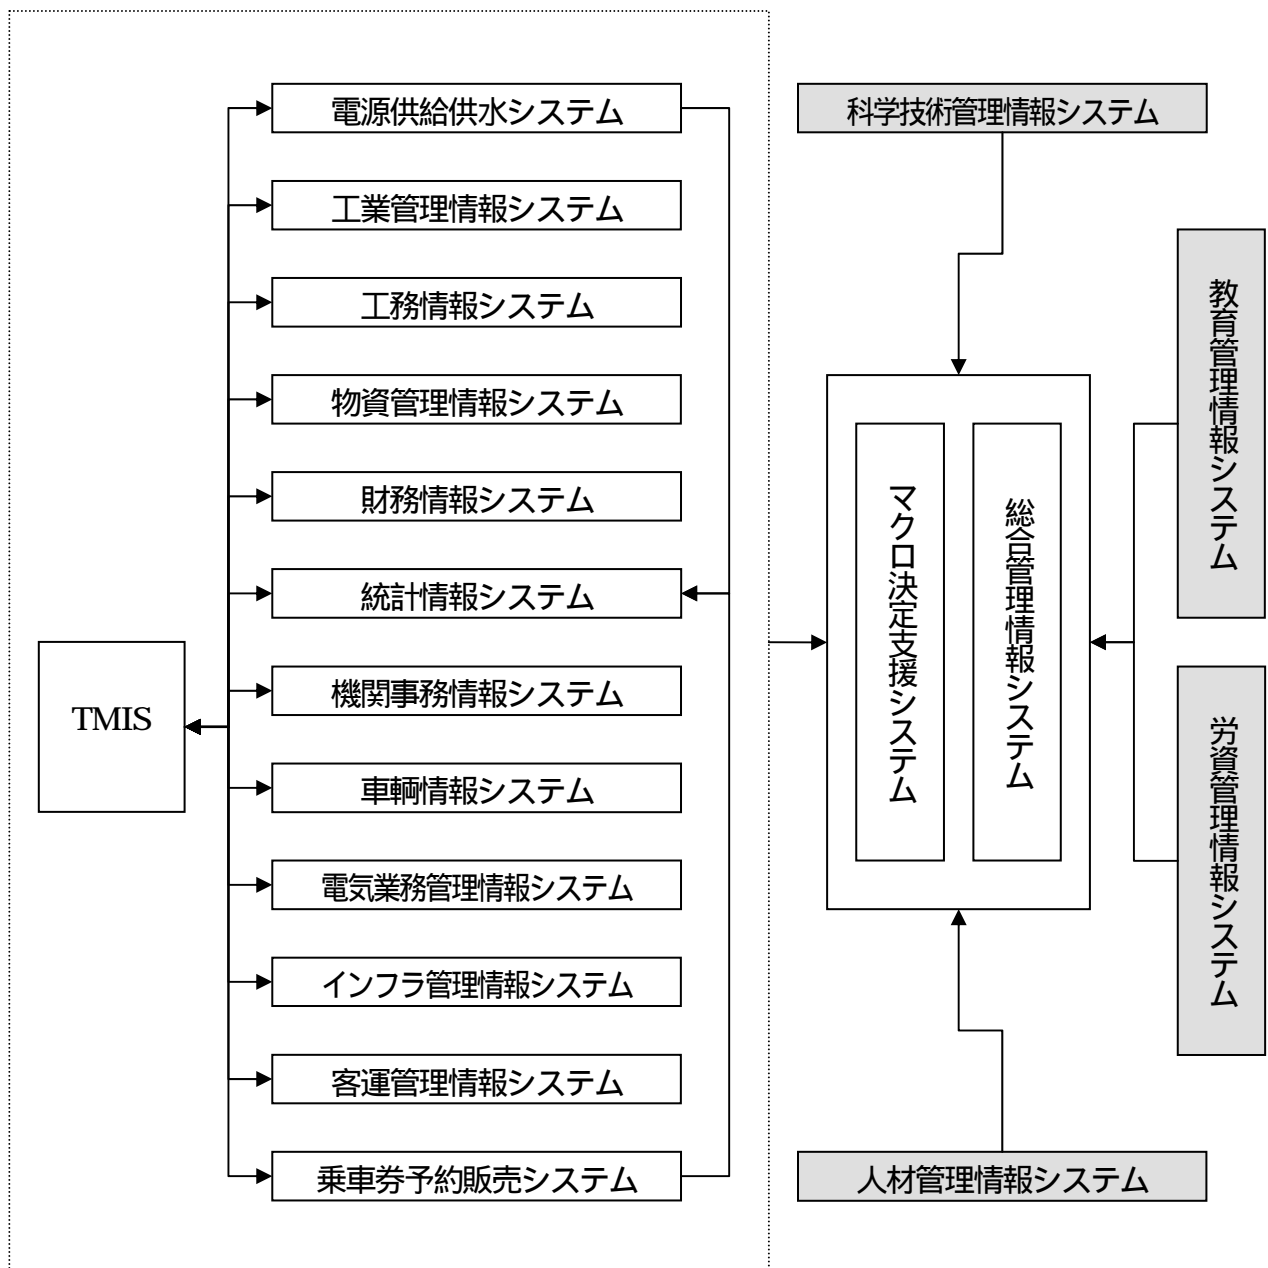 電源供給供水システム
工業管理情報システム
工務情報システム
物資管理情報システム
財務情報システム
統計情報システム
機関事務情報システム
車輌情報システム
電気業務管理情報システム
インフラ管理情報システム
客運管理情報システム
乗車券予約販売システム
TMIS
科学技術管理情報システム
マクロ決定支援システム
総合管理情報システム
教育管理情報システム
労資管理情報システム
人材管理情報システム